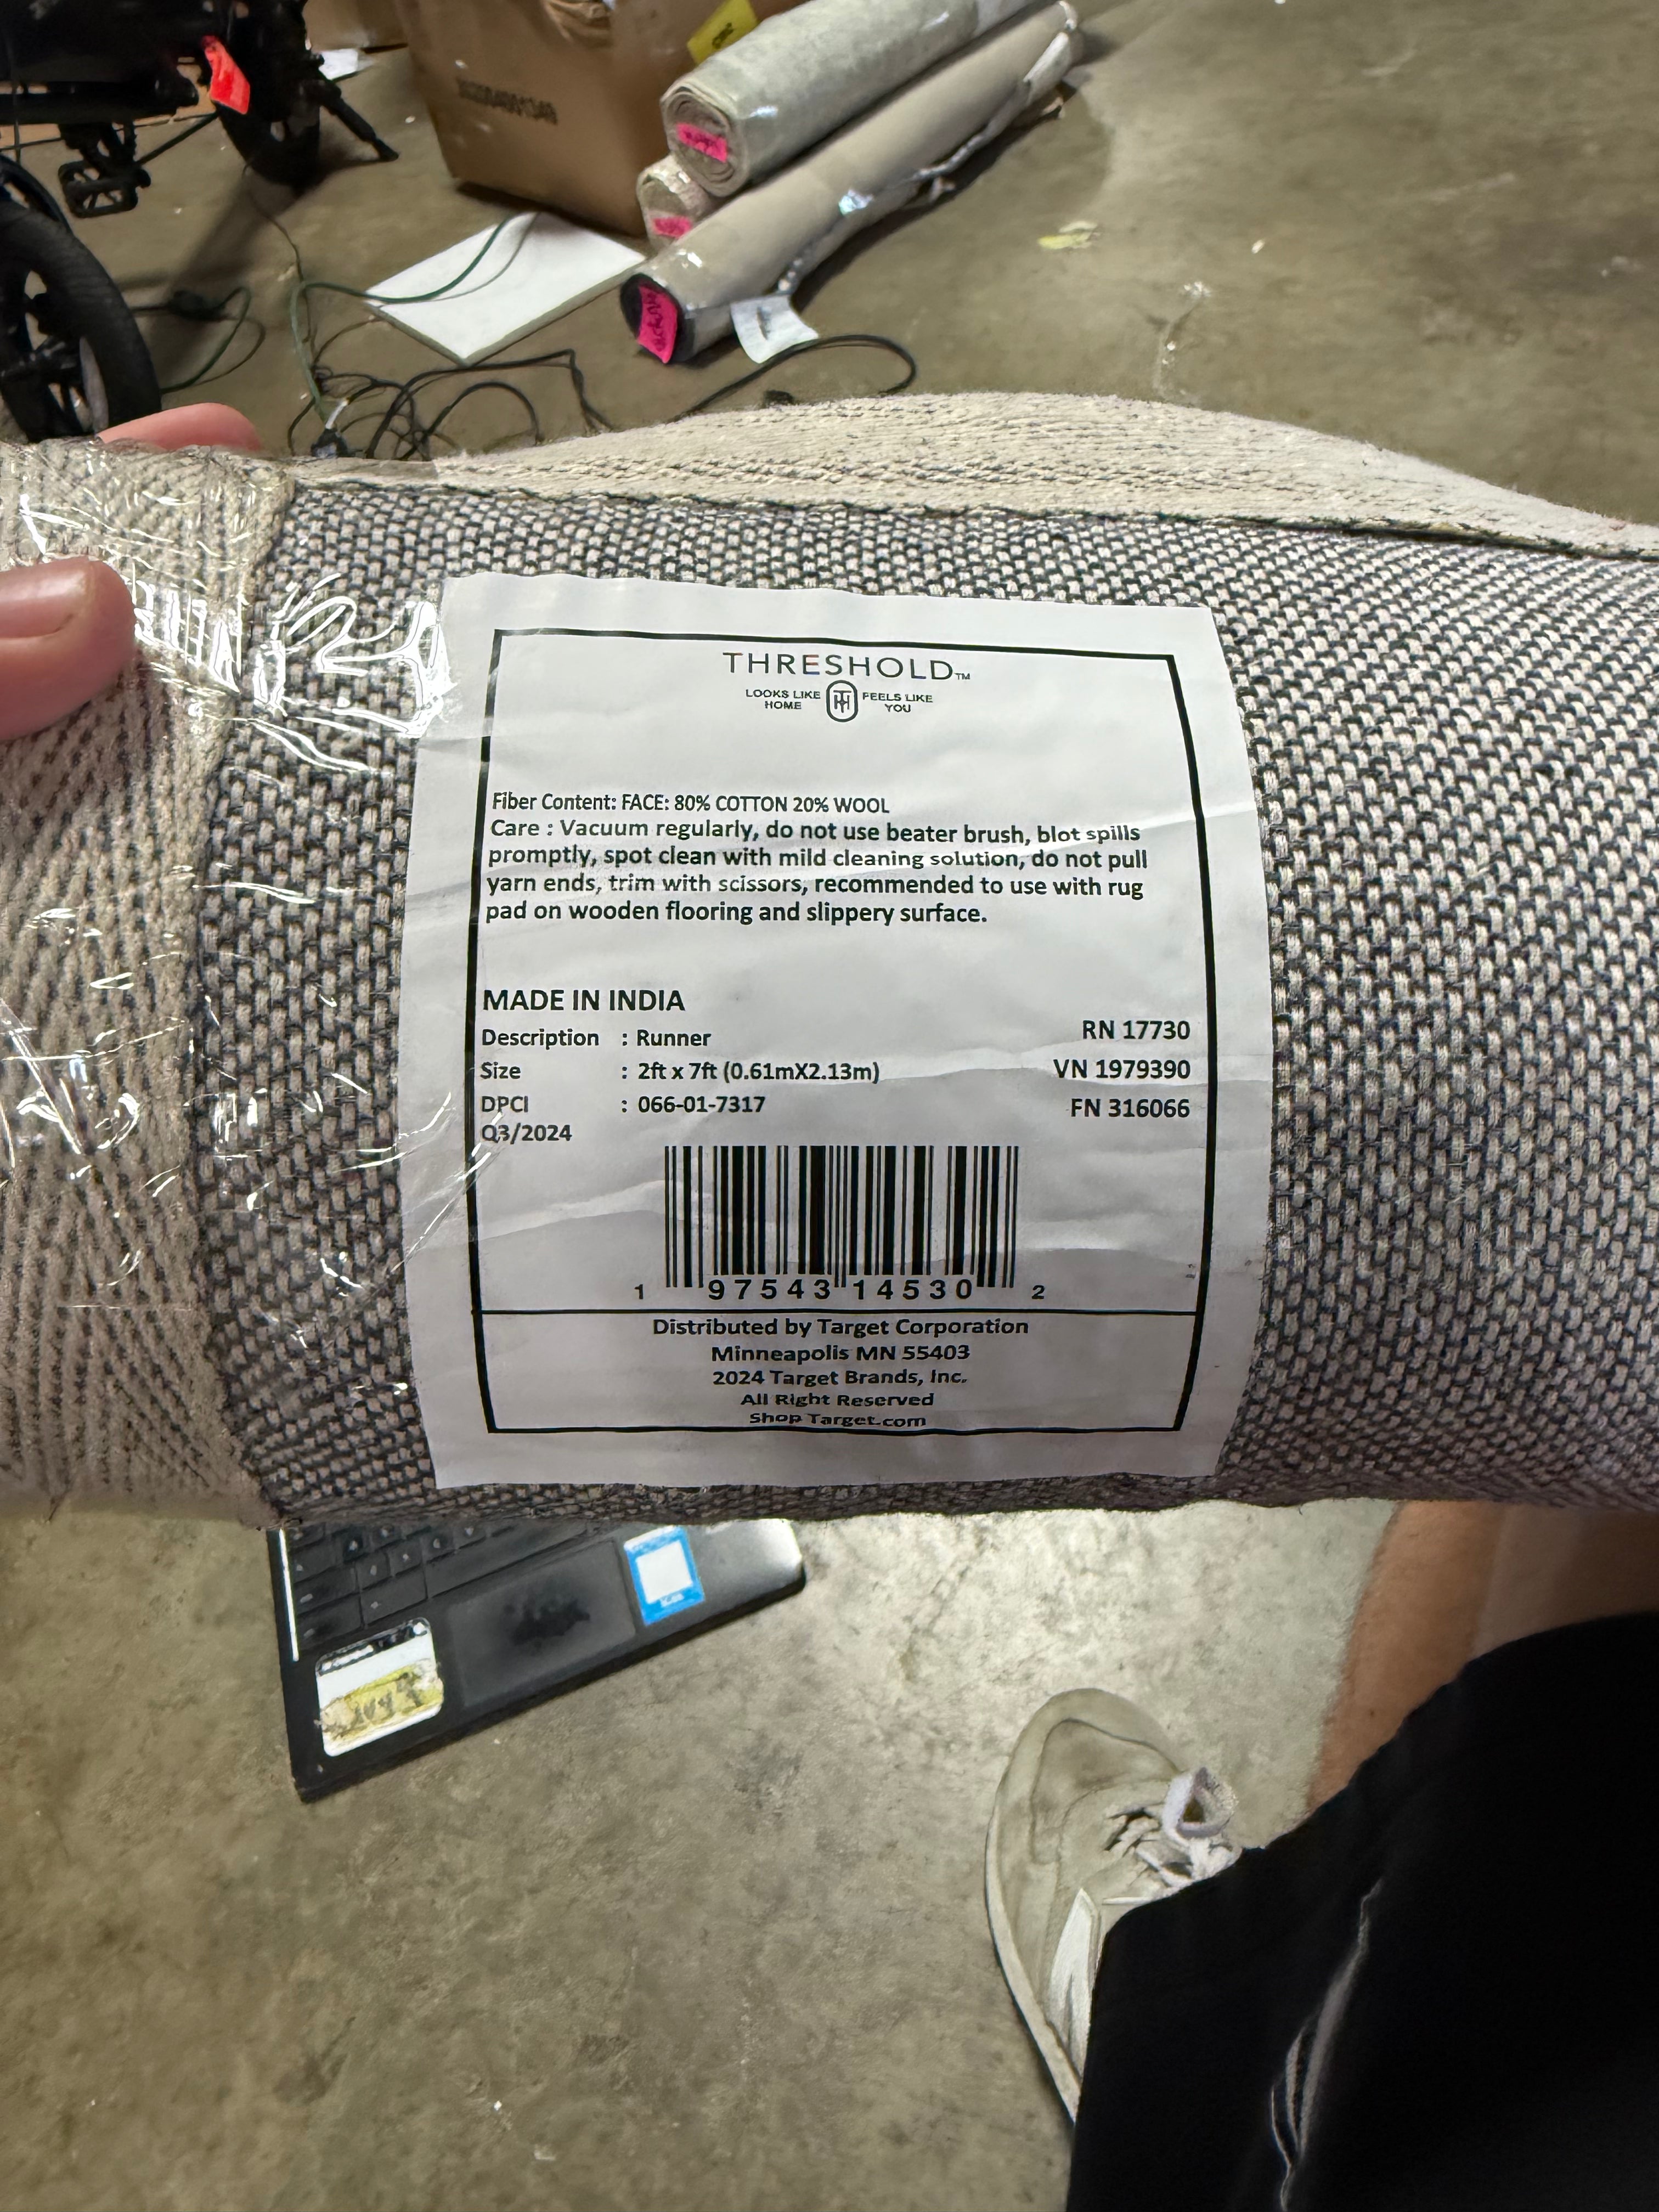 THRESHOLD™
LOOKS LIKE HOME
TH
FEELS LIKE YOU
Fiber Content: FACE: 80% COTTON 20% WOOL
Care : Vacuum regularly, do not use beater brush, blot spills
promptly, spot clean with mild cleaning solution, do not pull
yarn ends, trim with scissors, recommended to use with rug
pad on wooden flooring and slippery surface.
MADE IN INDIA
Description : Runner
RN 17730
Size : 2ft x 7ft (0.61mX2.13m)
VN 1979390
DPCI : 066-01-7317
FN 316066
Q3/2024
1 97543 14530 2
Distributed by Target Corporation
Minneapolis MN 55403
2024 Target Brands, Inc.
All Right Reserved
Shop Target.com